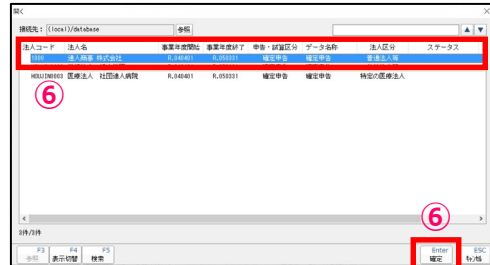 開く
接続先： (local)/database 参照
法人コード 法人名 事業年度開始 事業年度終了 申告・試算区分 データ名称 法人区分 ステータス
1000 達人商事 株式会社 R.040401 R.050331 確定申告 確定申告 普通法人等
HOUJIN0003 医療法人 社団達人病院 R.040401 R.050331 確定申告 確定申告 特定の医療法人
⑥
⑥
3件/3件
F3 参照
F4 表示切替
F5 検索
Enter 確定
ESC ｷｬﾝｾﾙ